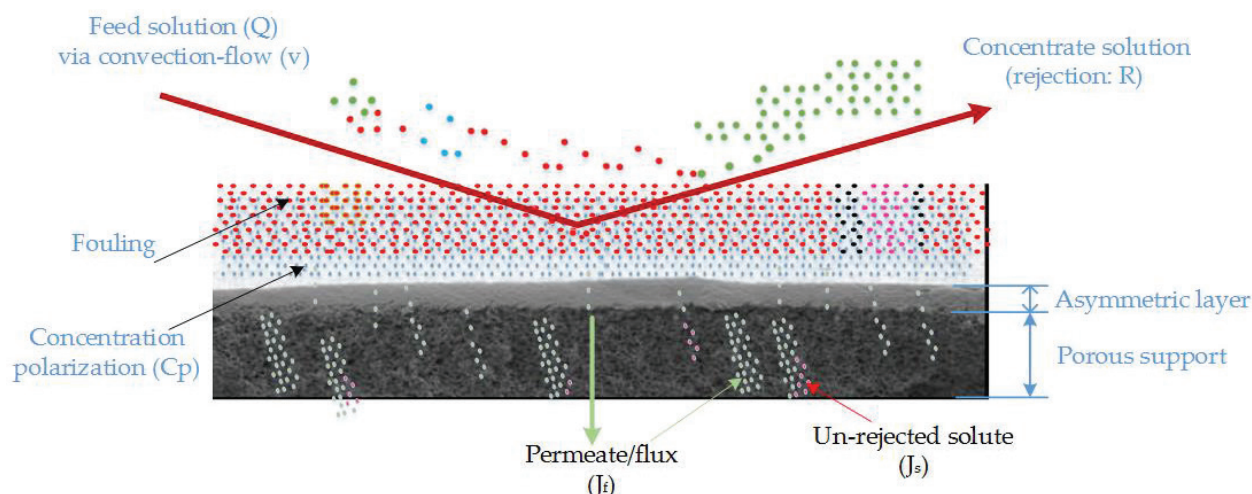 Feed solution (Q)
via convection-flow (v)
Concentrate solution
(rejection: R)
Fouling
Concentration
polarization (Cp)
Asymmetric layer
Porous support
Permeate/flux
(Jf)
Un-rejected solute
(Js)